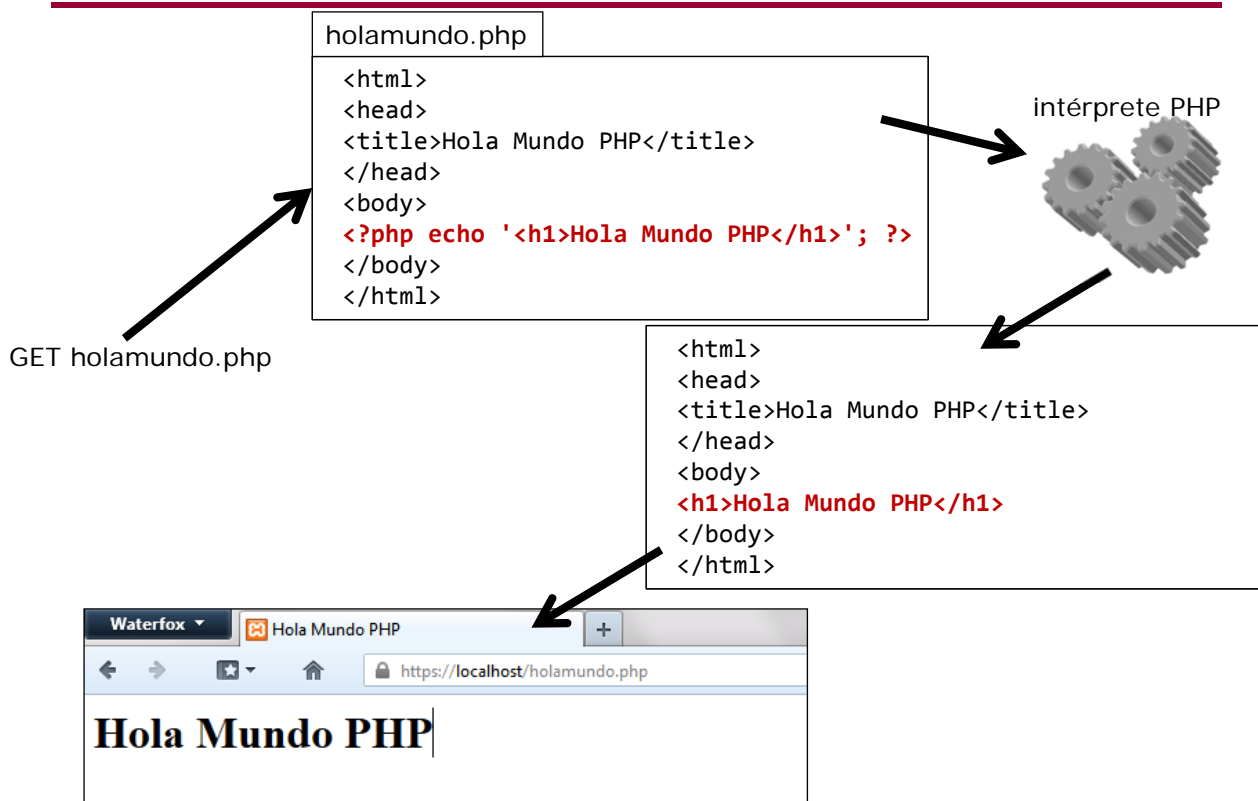 holamundo.php
<html>
<head>
<title>Hola Mundo PHP</title>
</head>
<body>
<?php echo '<h1>Hola Mundo PHP</h1>'; ?>
</body>
</html>
intérprete PHP
GET holamundo.php
<html>
<head>
<title>Hola Mundo PHP</title>
</head>
<body>
<h1>Hola Mundo PHP</h1>
</body>
</html>
Waterfox
Hola Mundo PHP
https://localhost/holamundo.php
Hola Mundo PHP